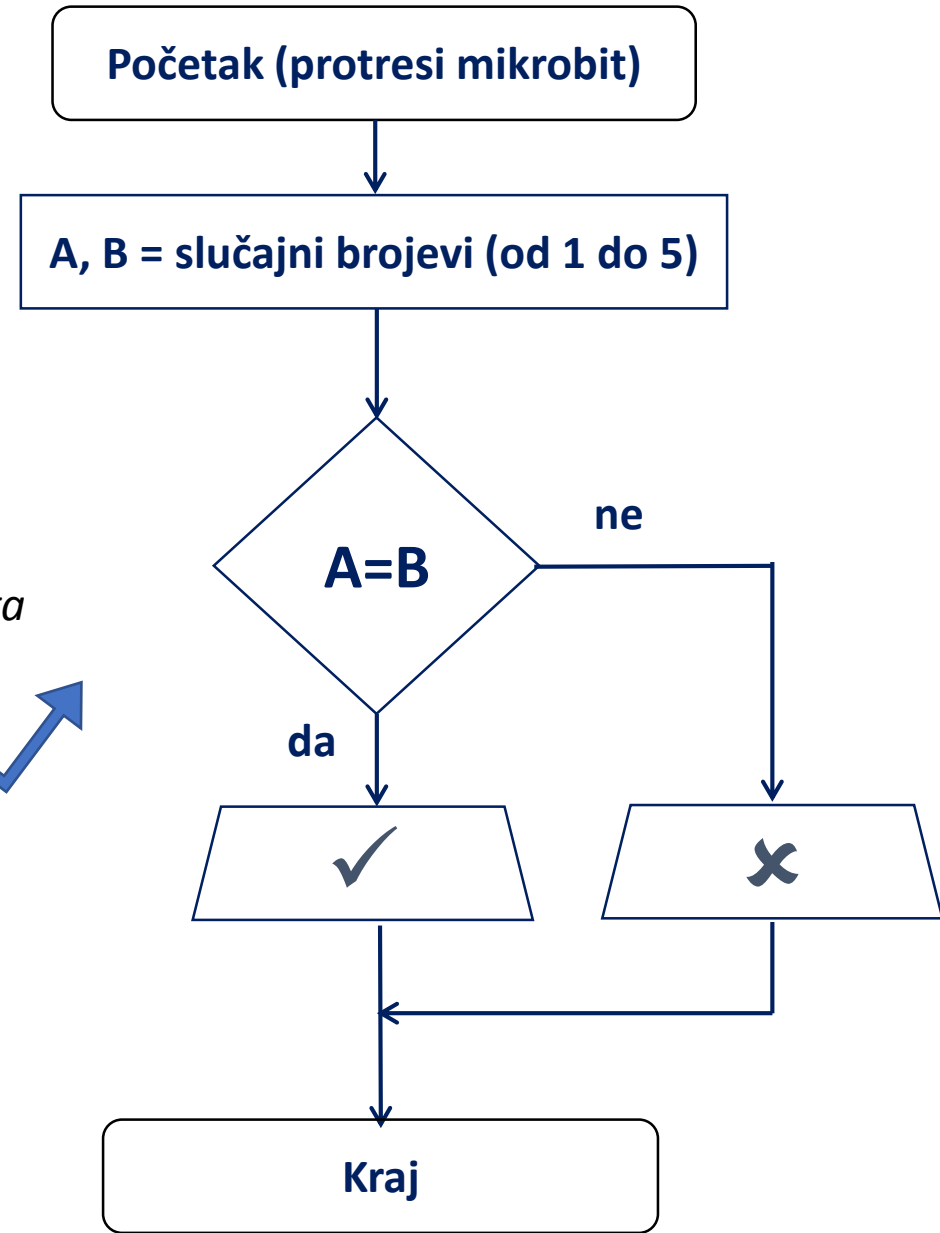 Početak (protresi mikrobit)
A, B = slučajni brojevi (od 1 do 5)
A=B
ne
da
✓
✘
Kraj